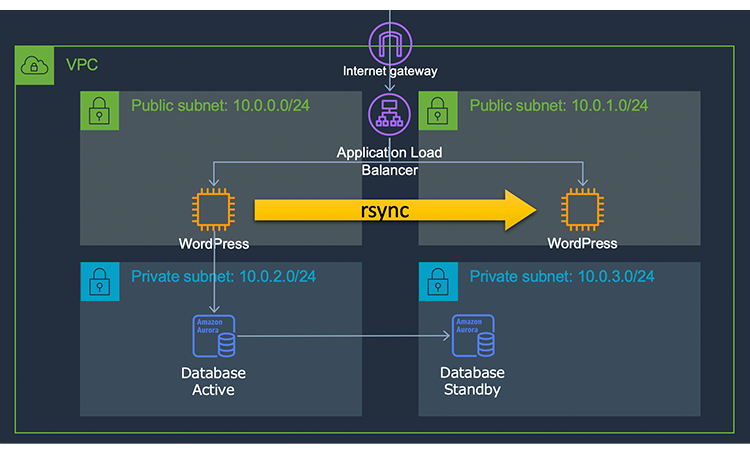 Internet gateway
VPC
Public subnet: 10.0.0.0/24
Public subnet: 10.0.1.0/24
Application Load
Balancer
rsync
WordPress
WordPress
Private subnet: 10.0.2.0/24
Private subnet: 10.0.3.0/24
Amazon
Aurora
Amazon
Aurora
Database
Active
Database
Standby